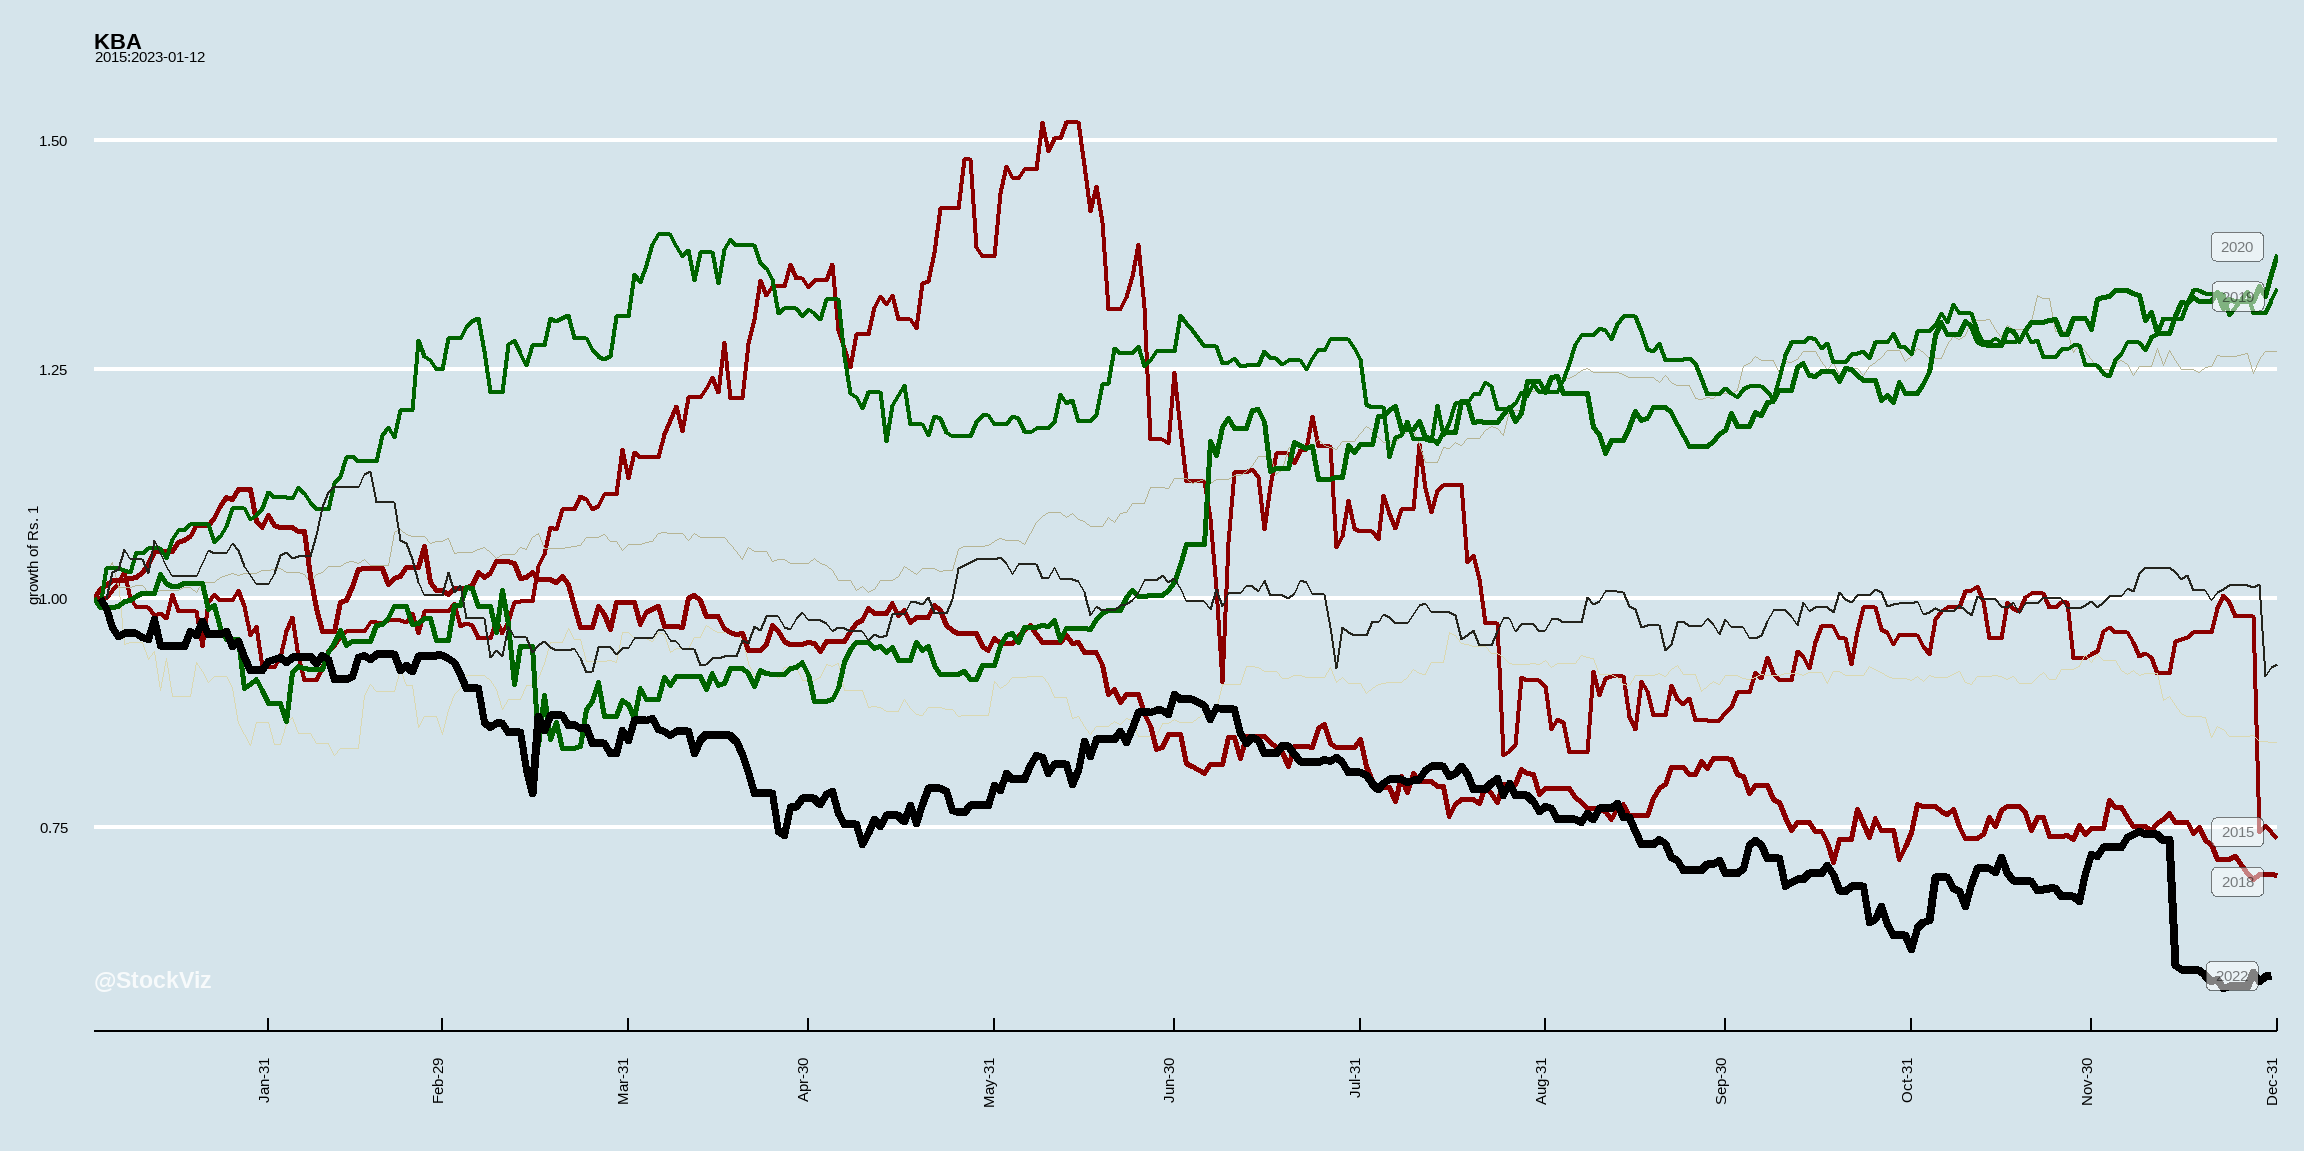 KBA
2015:2023-01-12
growth of Rs. 1
1.50
1.25
1.00
0.75
2020
2019
2015
2018
2022
@StockViz
Jan-31
Feb-29
Mar-31
Apr-30
May-31
Jun-30
Jul-31
Aug-31
Sep-30
Oct-31
Nov-30
Dec-31